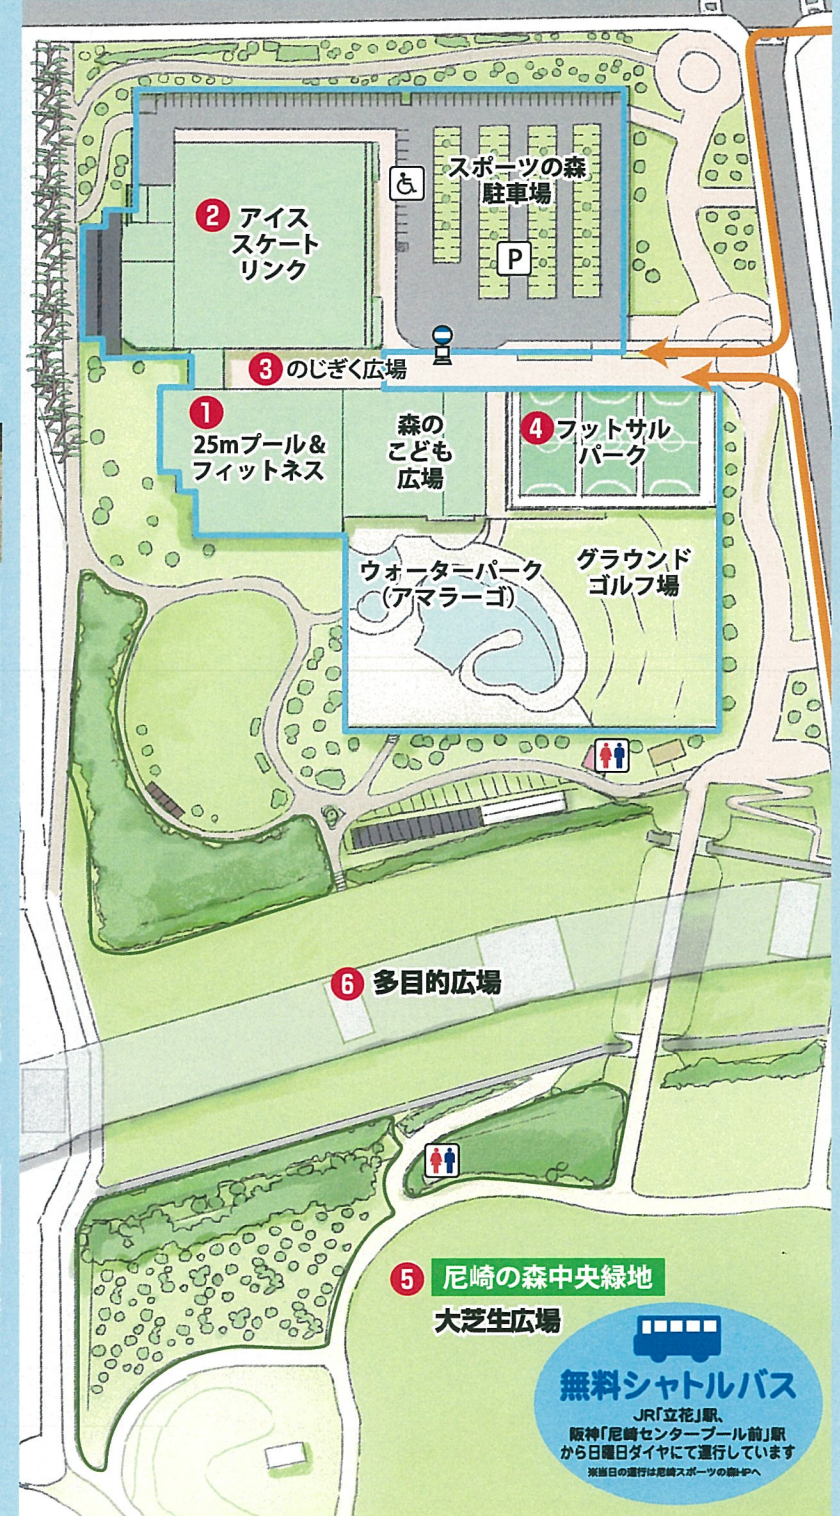 スポーツの森
駐車場
P
❷ アイス
スケート
リンク
❸ のじぎく広場
❶
25mプール＆
フィットネス
森の
こども
広場
❹ フットサル
パーク
ウォーターパーク
（アマラーゴ）
グラウンド
ゴルフ場
❻ 多目的広場
❺ 尼崎の森中央緑地
大芝生広場
無料シャトルバス
JR「立花」駅、
阪神「尼崎センタープール前」駅
から日曜日ダイヤにて運行しています
※当日の運行は尼崎スポーツの森HPへ